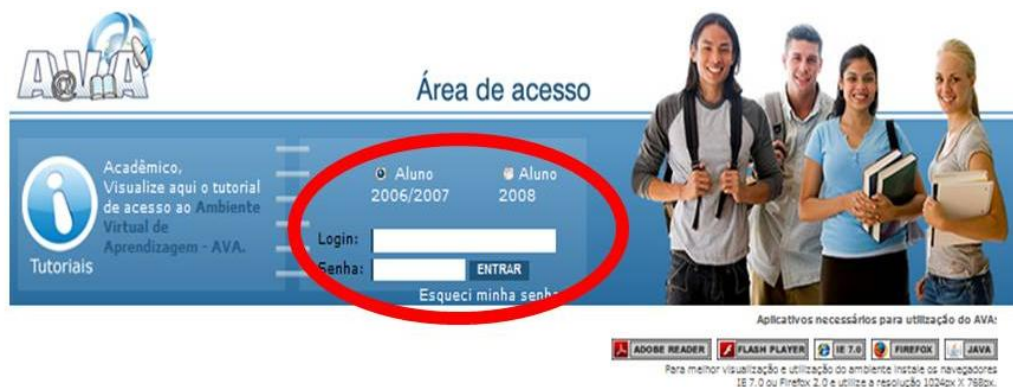 AVA
Área de acesso
Acadêmico,
Visualize aqui o tutorial
de acesso ao Ambiente
Virtual de
Aprendizagem - AVA.
Tutoriais
Aluno
2006/2007
Aluno
2008
Login:
Senha:
ENTRAR
Esqueci minha senha
Aplicativos necessários para utilização do AVA:
ADOBE READER
FLASH PLAYER
IE 7.0
FIREFOX
JAVA
Para melhor visualização e utilização do ambiente instale os navegadores
IE 7.0 ou Firefox 2.0 e utilize a resolução 1024px X 768px.